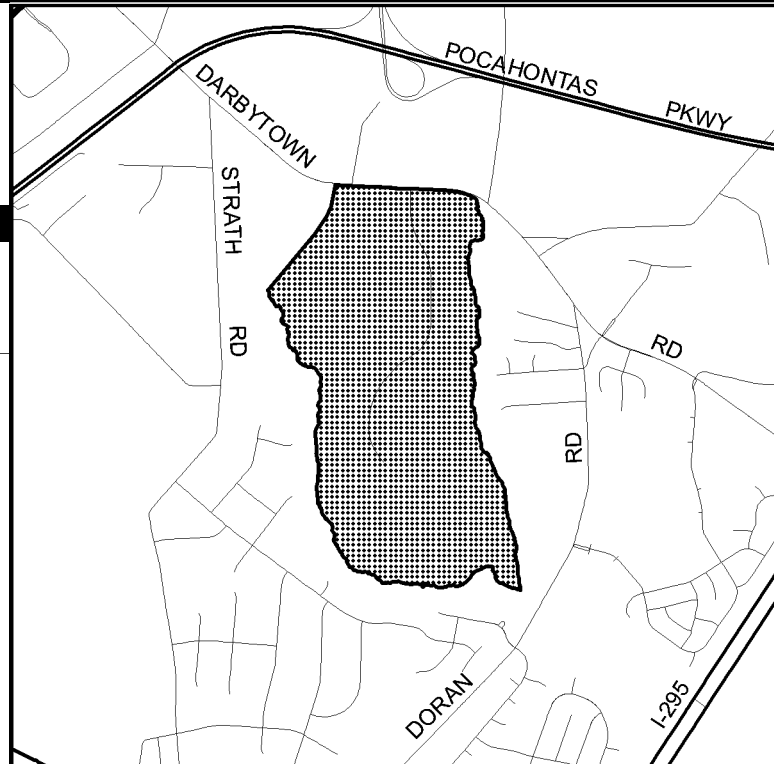 POCAHONTAS
PKWY
DARBYTOWN
STRATH
RD
RD
RD
DORAN
I-295